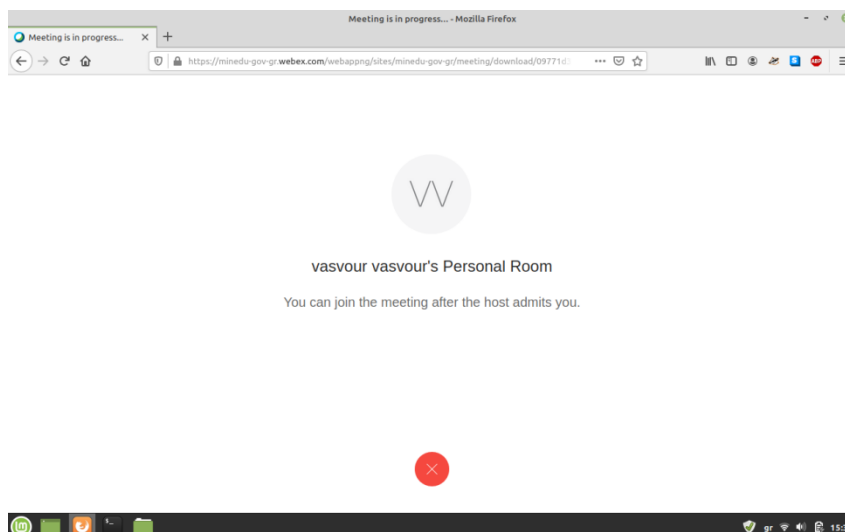 Meeting is in progress... - Mozilla Firefox
Meeting is in progress...
https://minedu-gov-gr.webex.com/webappng/sites/minedu-gov-gr/meeting/download/09771d
VV
vasvour vasvour's Personal Room
You can join the meeting after the host admits you.
gr